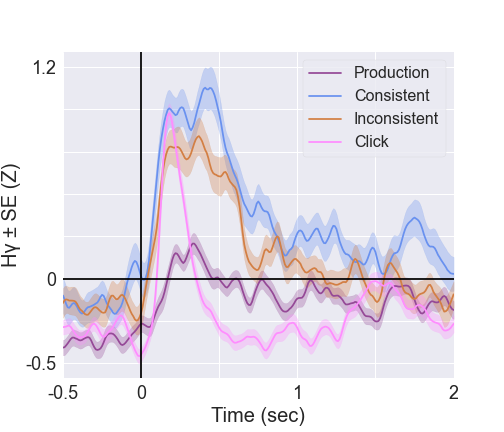 Production
Consistent
Inconsistent
Click
Hγ ± SE (Z)
1.2
0
-0.5
-0.5 0 1 2
Time (sec)